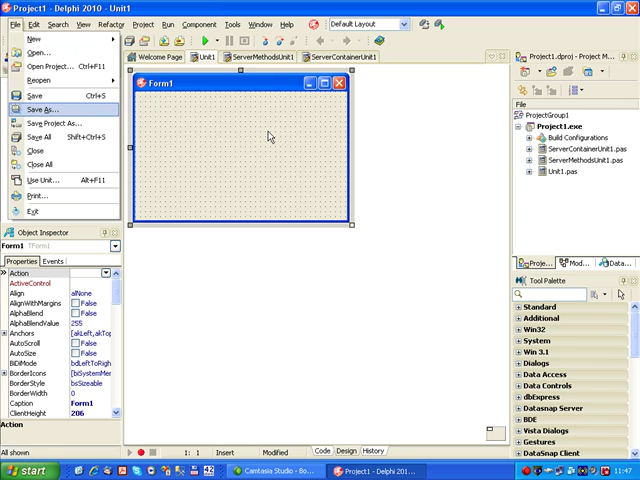 Project1 - Delphi 2010 - Unit1
File Edit Search View Refactor Project Run Component Tools Window Help Default Layout
Welcome Page Unit1 ServerMethodsUnit1 ServerContainerUnit1
New
Open...
Open Project... Ctrl+F11
Reopen
Save Ctrl+S
Save As...
Save Project As...
Save All Shift+Ctrl+S
Close
Close All
Use Unit... Alt+F11
Print...
Exit
Form1
Object Inspector
Form1 TForm1
Properties Events
Action
ActiveControl
Align alNone
AlignWithMargins False
AlphaBlend False
AlphaBlendValue 255
Anchors [akLeft,akTop
AutoScroll False
AutoSize False
BiDiMode bdLeftToRigh
BorderIcons [biSystemMer
BorderStyle bsSizeable
BorderWidth 0
Caption Form1
ClientHeight 206
Action
All shown
1: 1 Insert Modified Code Design History
Project1.dproj - Project M...
File
ProjectGroup1
Project1.exe
Build Configurations
ServerContainerUnit1.pas
ServerMethodsUnit1.pas
Unit1.pas
Proje... Mod... Data...
Tool Palette
Standard
Additional
Win32
System
Win 3.1
Dialogs
Data Access
Data Controls
dbExpress
Datasnap Server
BDE
Vista Dialogs
Gestures
DataSnap Client
start Camtasia Studio - Bo... Project1 - Delphi 201... 11:47